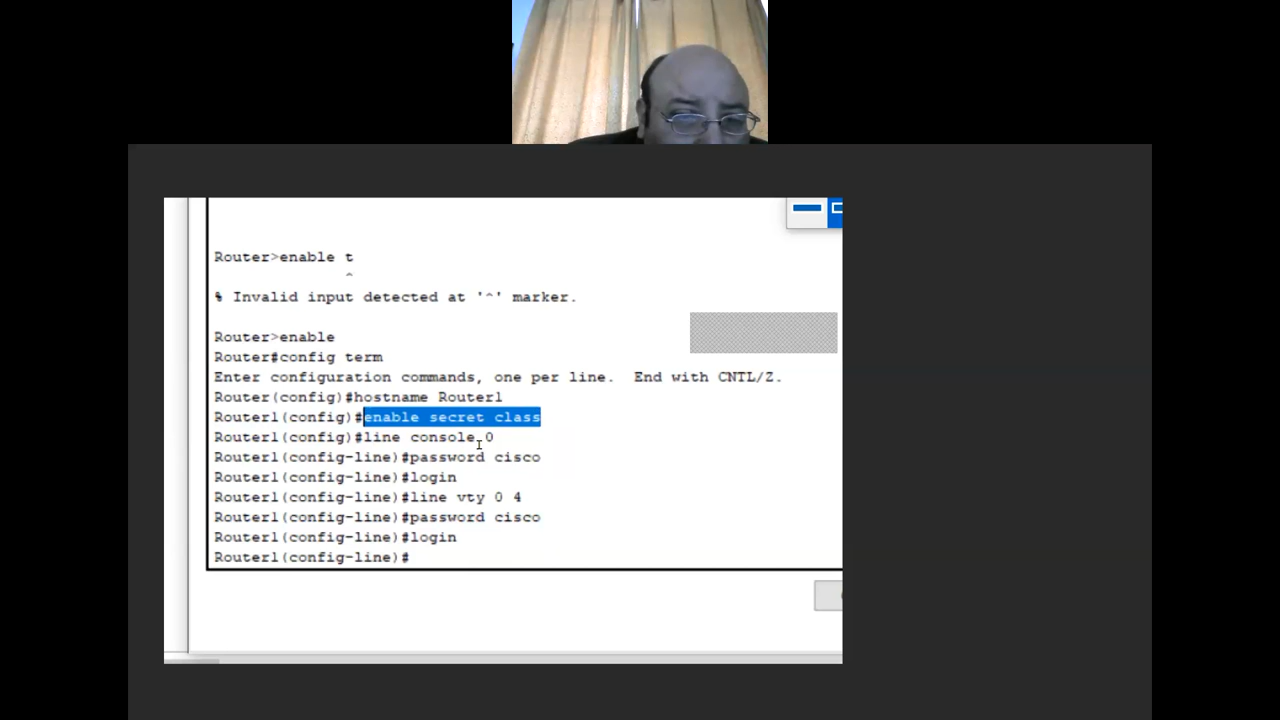 Router>enable t
^
% Invalid input detected at '^' marker.
Router>enable
Router#config term
Enter configuration commands, one per line.  End with CNTL/Z.
Router(config)#hostname Router1
Router1(config)#enable secret class
Router1(config)#line console 0
Router1(config-line)#password cisco
Router1(config-line)#login
Router1(config-line)#line vty 0 4
Router1(config-line)#password cisco
Router1(config-line)#login
Router1(config-line)#